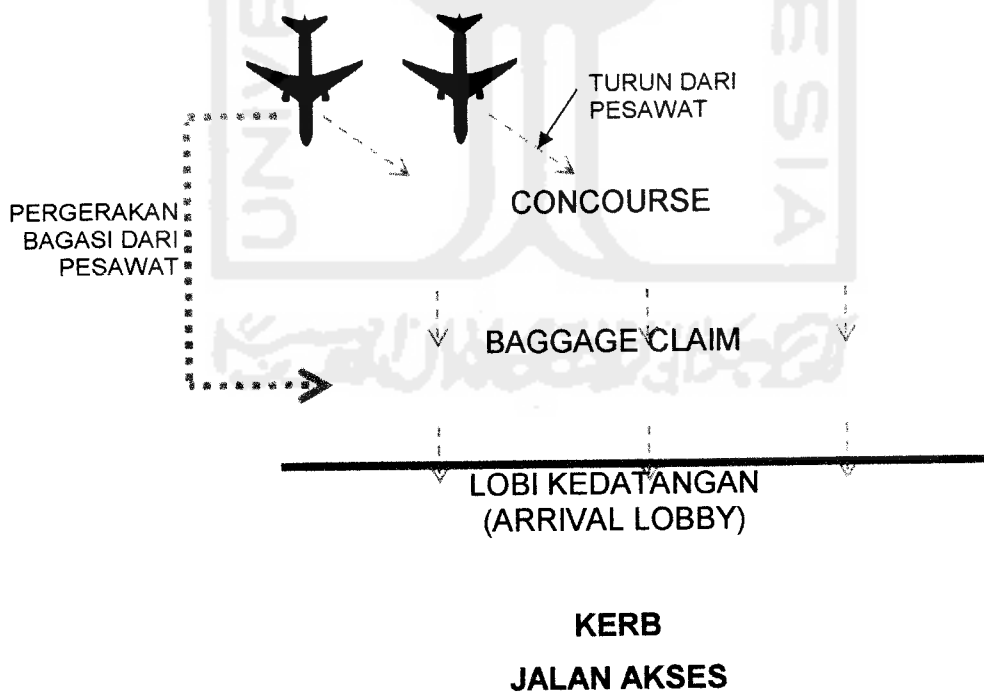 TURUN DARI
PESAWAT
CONCOURSE
PERGERAKAN
BAGASI DARI
PESAWAT
BAGGAGE CLAIM
LOBI KEDATANGAN
(ARRIVAL LOBBY)
KERB
JALAN AKSES